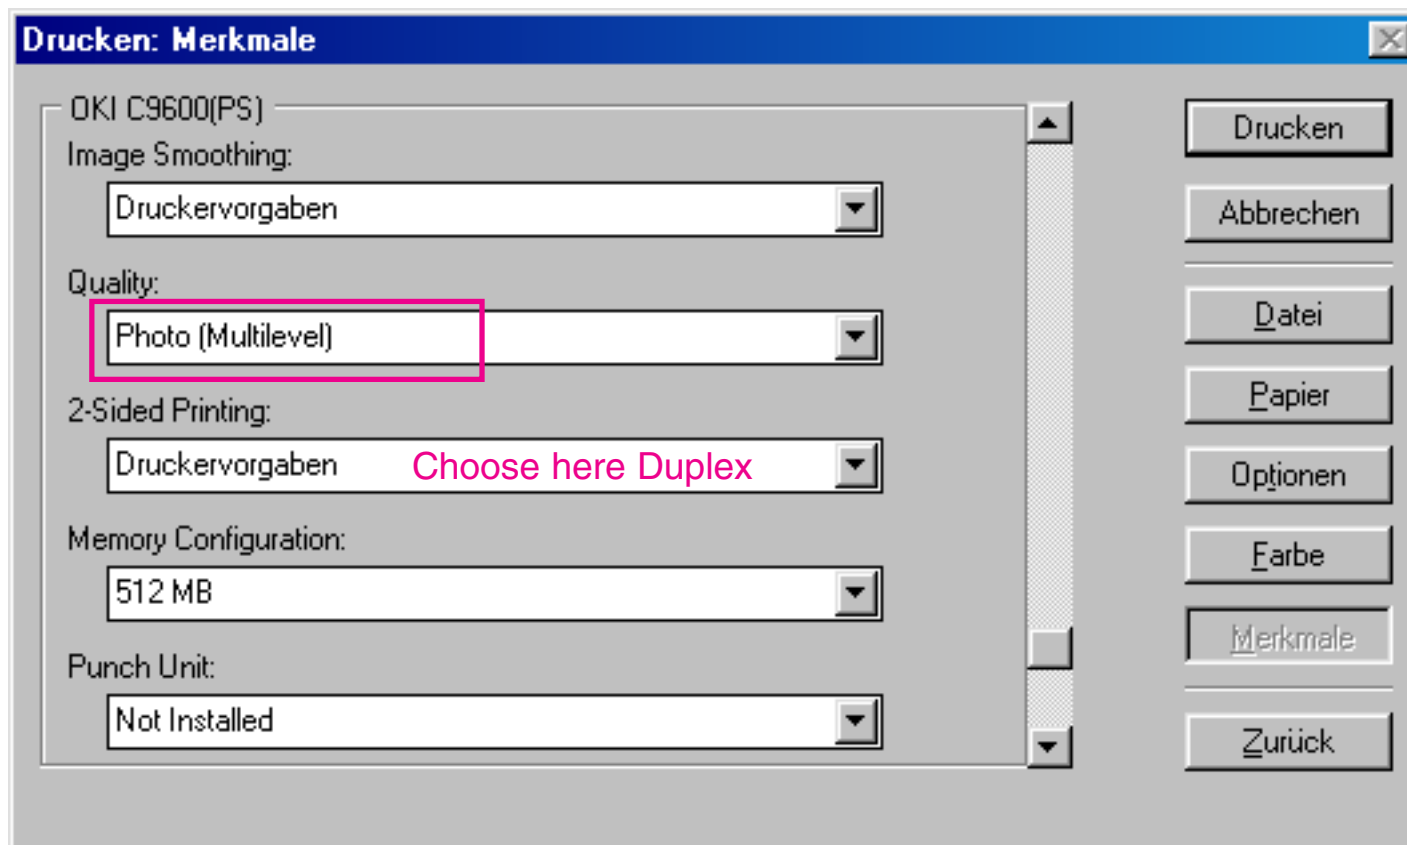 Drucken: Merkmale
OKI C9600(PS)
Image Smoothing:
Druckervorgaben
Quality:
Photo (Multilevel)
2-Sided Printing:
Druckervorgaben Choose here Duplex
Memory Configuration:
512 MB
Punch Unit:
Not Installed
Drucken
Abbrechen
Datei
Papier
Optionen
Farbe
Merkmale
Zurück